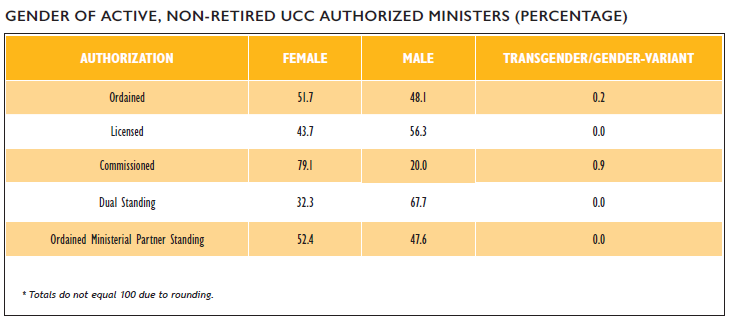 GENDER OF ACTIVE, NON-RETIRED UCC AUTHORIZED MINISTERS (PERCENTAGE)
AUTHORIZATION FEMALE MALE TRANSGENDER/GENDER-VARIANT
Ordained 51.7 48.1 0.2
Licensed 43.7 56.3 0.0
Commissioned 79.1 20.0 0.9
Dual Standing 32.3 67.7 0.0
Ordained Ministerial Partner Standing 52.4 47.6 0.0
* Totals do not equal 100 due to rounding.